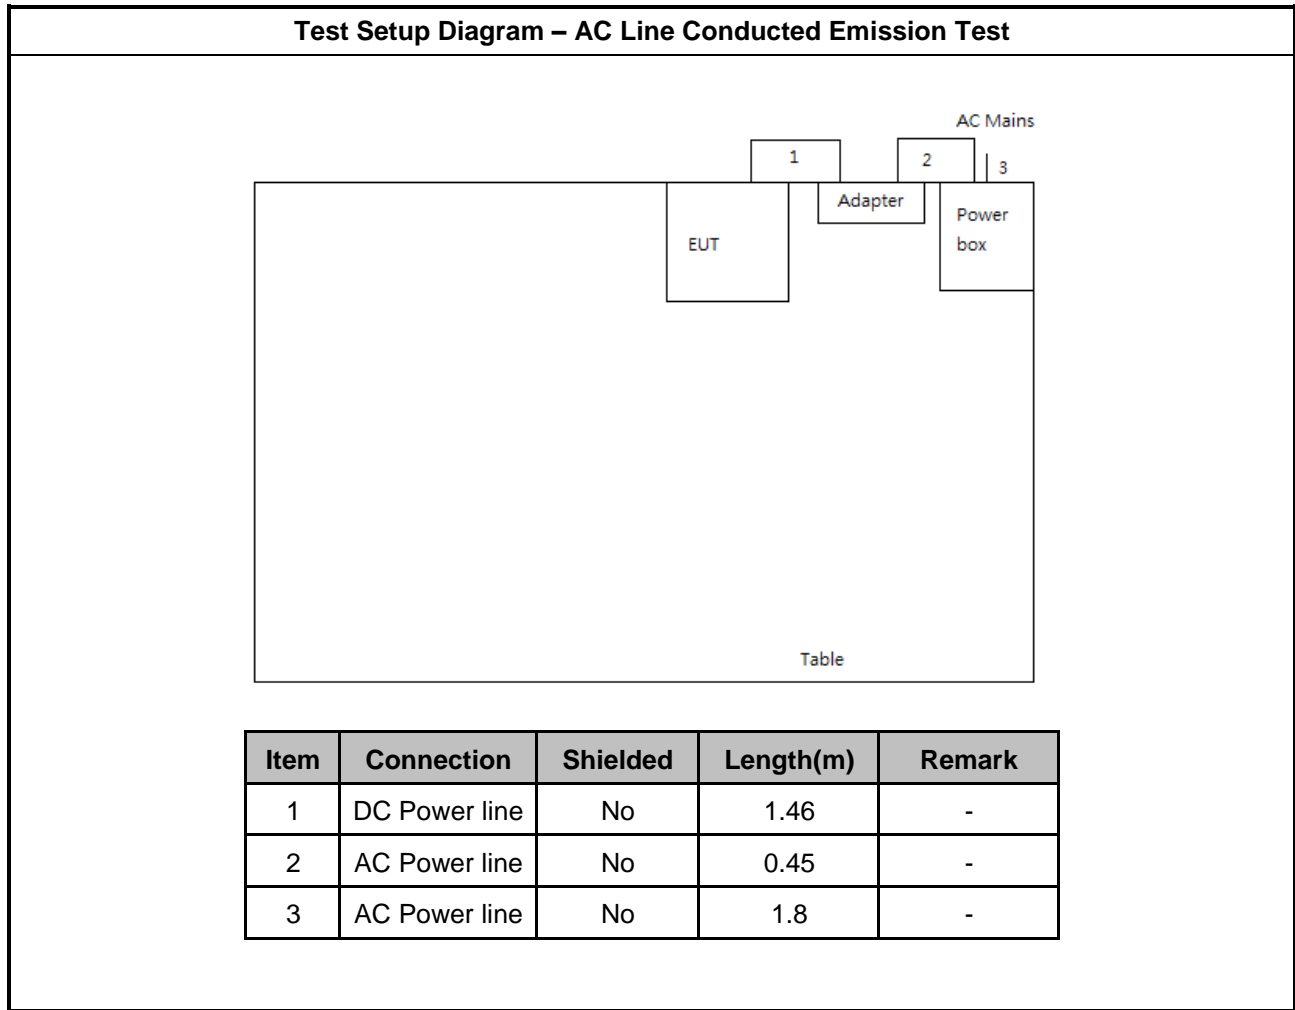 Test Setup Diagram – AC Line Conducted Emission Test
AC Mains
1
2
3
Adapter
Power
box
EUT
Table
Item Connection Shielded Length(m) Remark
1 DC Power line No 1.46 -
2 AC Power line No 0.45 -
3 AC Power line No 1.8 -